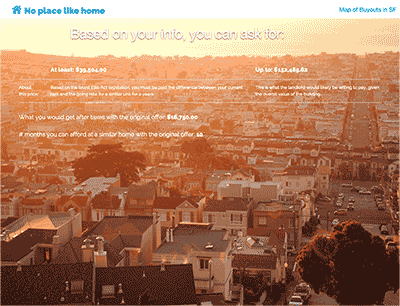 No place like home
Map of Buyouts in SF
Based on your info, you can ask for:
At least: $39,504.00
Up to: $152,485.62
About this price:
Based on the latest Ellis Act legislation, you must be paid the difference between your current rent and the going rate for a similar unit for 2 years.
This is what the landlord would likely be willing to pay, given the overall value of the building.
What you would get after taxes with the original offer: $18,750.00
# months you can afford at a similar home with the original offer: 10